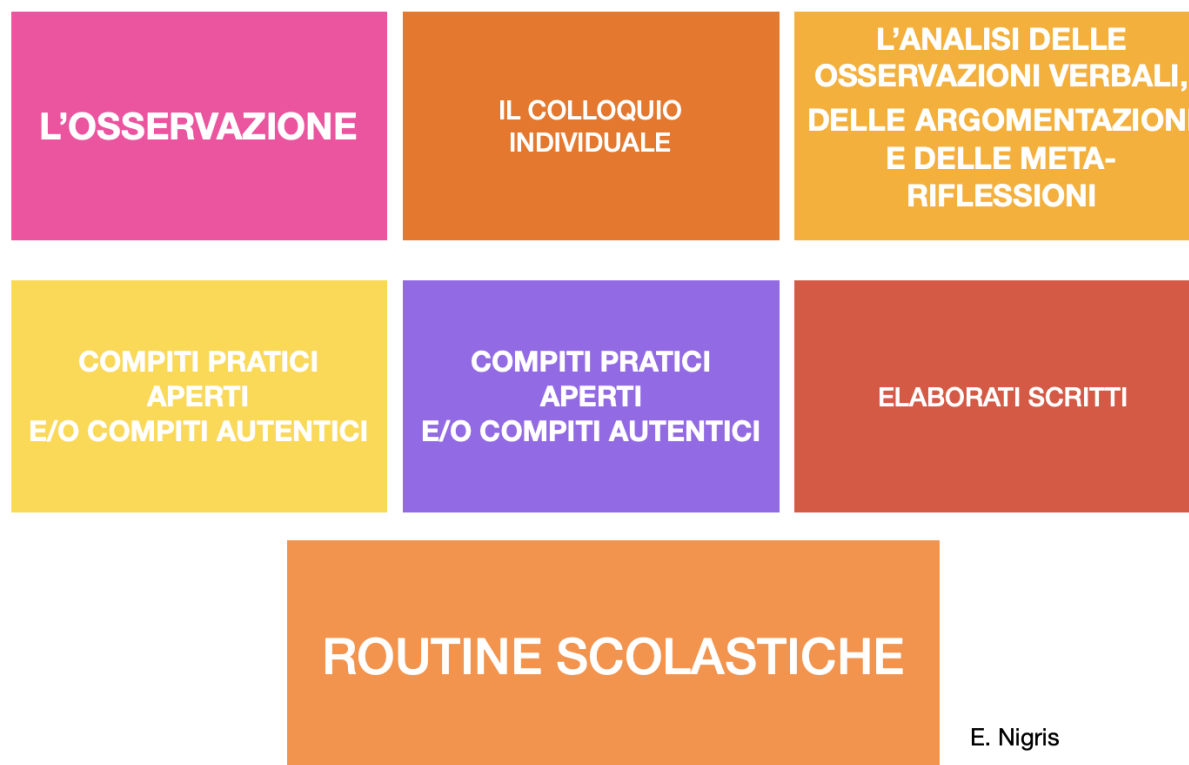 L'OSSERVAZIONE
IL COLLOQUIO
INDIVIDUALE
L'ANALISI DELLE
OSSERVAZIONI VERBALI,
DELLE ARGOMENTAZIONI
E DELLE META-
RIFLESSIONI
COMPITI PRATICI
APERTI
E/O COMPITI AUTENTICI
COMPITI PRATICI
APERTI
E/O COMPITI AUTENTICI
ELABORATI SCRITTI
ROUTINE SCOLASTICHE
E. Nigris